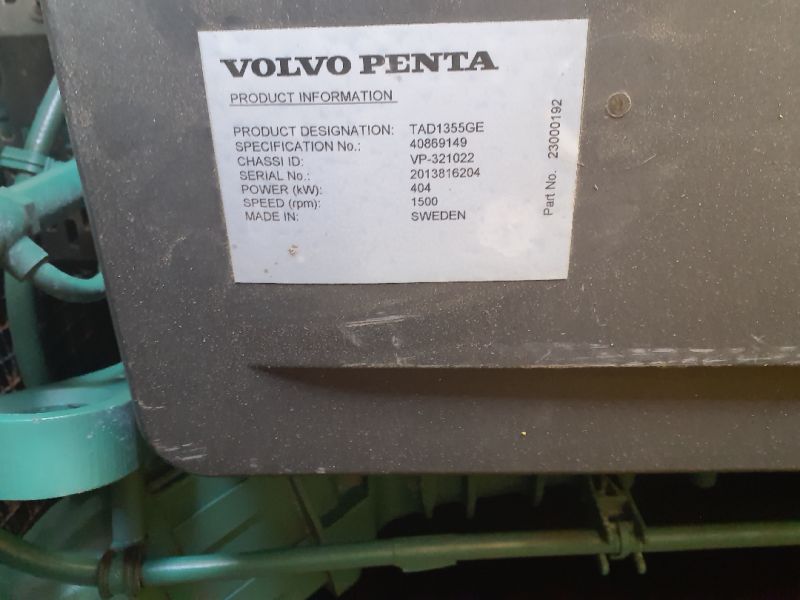 VOLVO PENTA
PRODUCT INFORMATION
PRODUCT DESIGNATION: TAD1355GE
SPECIFICATION No.: 40869149
CHASSI ID: VP-321022
SERIAL No.: 2013816204
POWER (kW): 404
SPEED (rpm): 1500
MADE IN: SWEDEN
Part No. 23000192